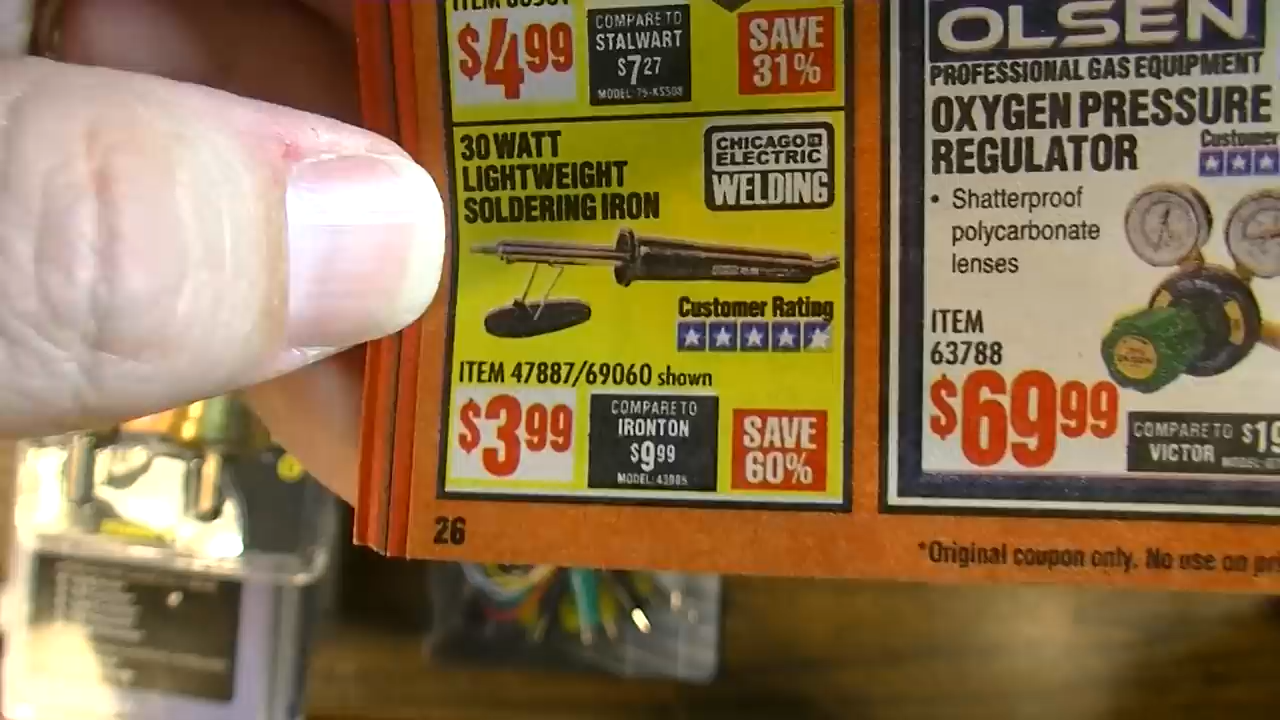 $4.99
COMPARE TO
STALWART
$7.27
SAVE
31%
30 WATT
LIGHTWEIGHT
SOLDERING IRON
CHICAGO
ELECTRIC
WELDING
Customer Rating
ITEM 47887/69060 shown
$3.99
COMPARE TO
IRONTON
$9.99
SAVE
60%
26
OLSEN
PROFESSIONAL GAS EQUIPMENT
OXYGEN PRESSURE
REGULATOR
Customer
• Shatterproof
polycarbonate
lenses
ITEM
63788
$69.99
COMPARE TO
VICTOR
*Original coupon only. No use on